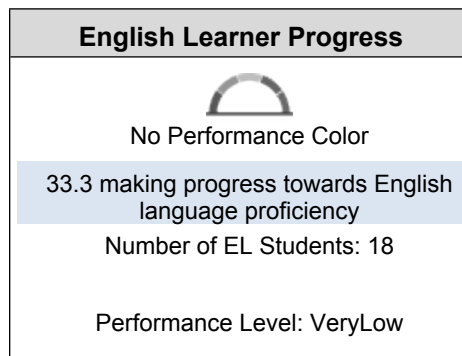 English Learner Progress
No Performance Color
33.3 making progress towards English
language proficiency
Number of EL Students: 18
Performance Level: VeryLow